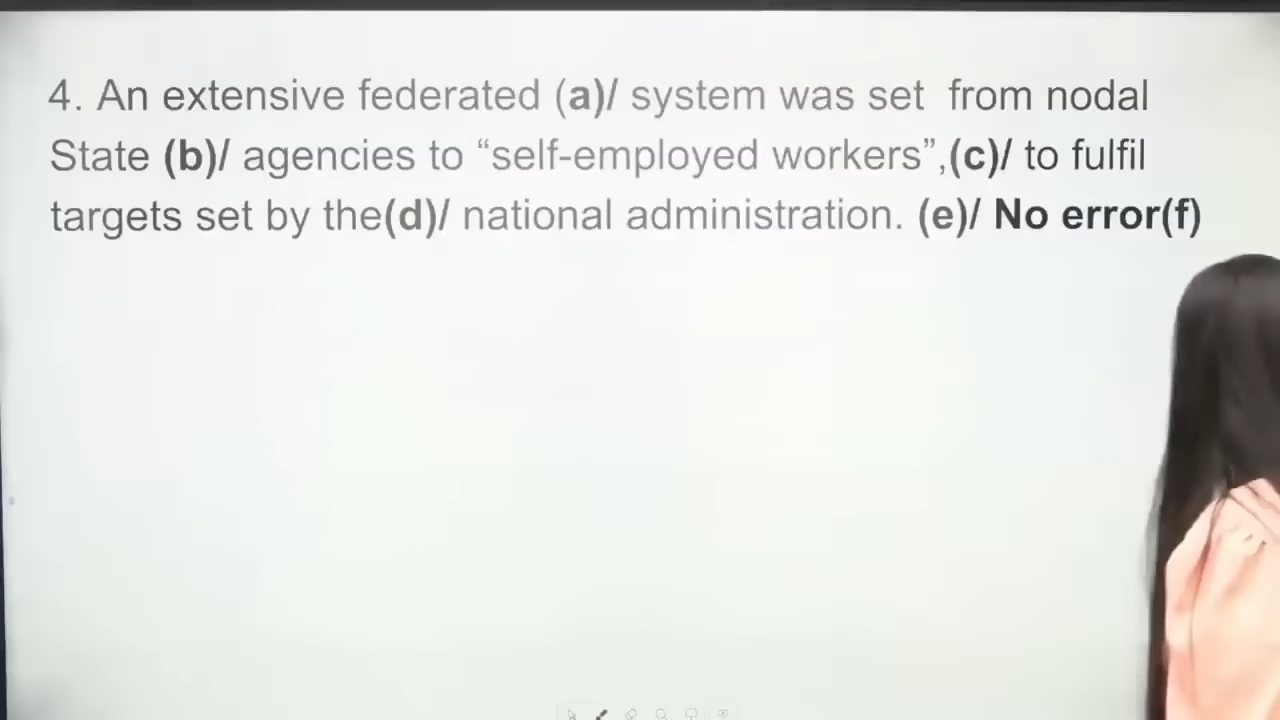 4. An extensive federated (a)/ system was set from nodal
State (b)/ agencies to “self-employed workers”,(c)/ to fulfil
targets set by the(d)/ national administration. (e)/ No error(f)